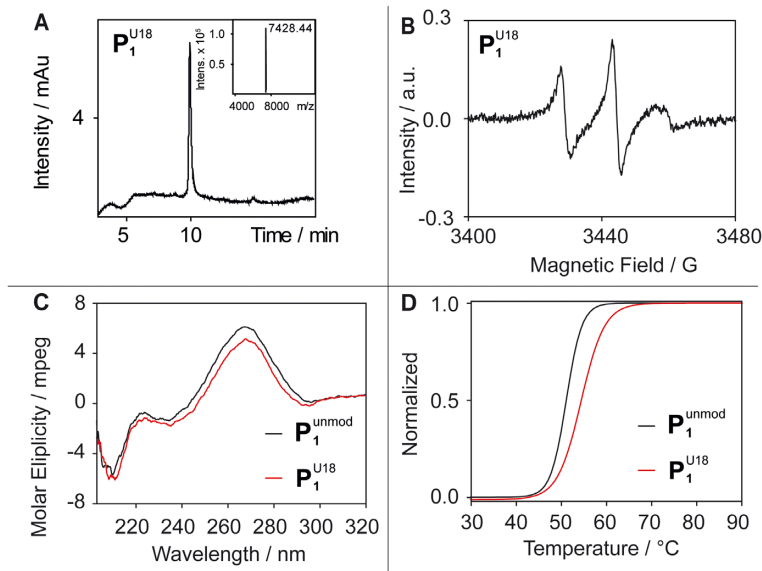 A
P1U18
Intensity / mAu
4
5
10
Time / min
Intens. x 10⁵
1.0
0.5
7428.44
4000
8000
m/z
B
P1U18
Intensity / a.u.
0.3
0.0
-0.3
3400
3440
3480
Magnetic Field / G
C
Molar Elipticity / mpeg
8
4
0
-4
-8
220
240
260
280
300
320
Wavelength / nm
P1unmod
P1U18
D
Normalized
1.0
0.5
0.0
30
40
50
60
70
80
90
Temperature / °C
P1unmod
P1U18